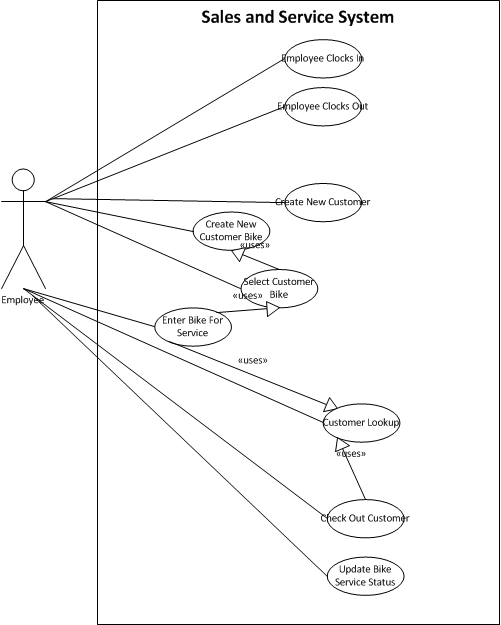 Sales and Service System
Employee Clocks In
Employee Clocks Out
Create New Customer
Create New
Customer Bike
«uses»
Select Customer
Bike
«uses»
Employee
Enter Bike For
Service
«uses»
Customer Lookup
«uses»
Check Out Customer
Update Bike
Service Status